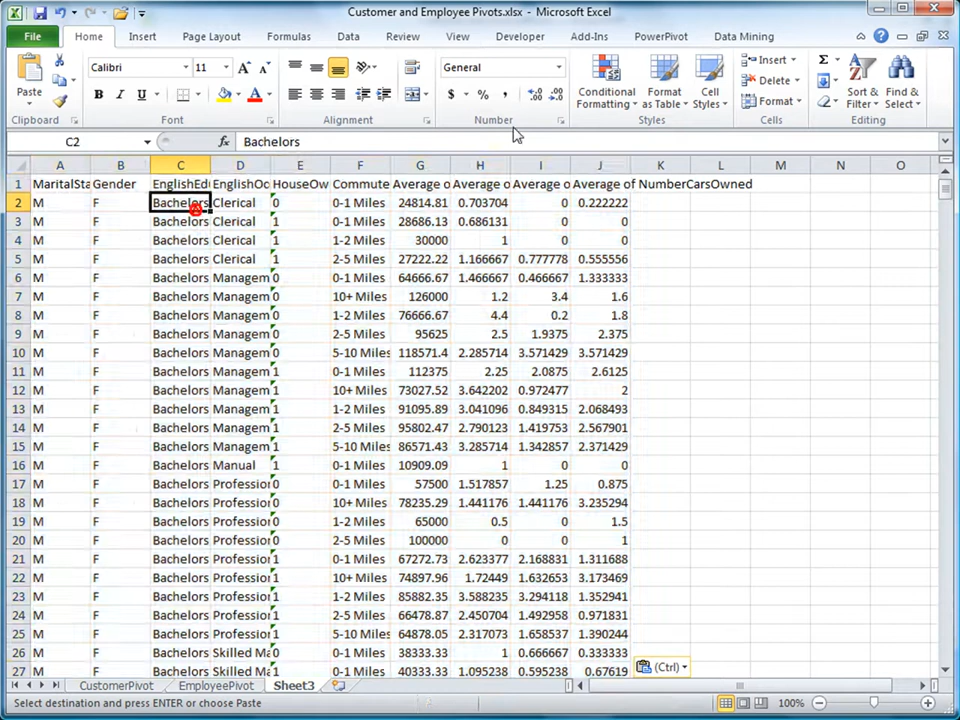 Customer and Employee Pivots.xlsx - Microsoft Excel
File Home Insert Page Layout Formulas Data Review View Developer Add-Ins PowerPivot Data Mining
Calibri 11 General Insert
Paste Conditional Format Cell Delete Sort & Find &
Formatting as Table Styles Format Filter Select
Clipboard Font Alignment Number Styles Cells Editing
C2 fx Bachelors
A B C D E F G H I J K L M N O
1 MaritalSta Gender EnglishEd EnglishOc HouseOw Commute Average o Average o Average o Average of NumberCarsOwned
2 M F Bachelors Clerical 0 0-1 Miles 24814.81 0.703704 0 0.222222
3 M F Bachelors Clerical 1 0-1 Miles 28686.13 0.686131 0 0
4 M F Bachelors Clerical 1 1-2 Miles 30000 1 0 0
5 M F Bachelors Clerical 1 2-5 Miles 27222.22 1.166667 0.777778 0.555556
6 M F Bachelors Managem 0 0-1 Miles 64666.67 1.466667 0.466667 1.333333
7 M F Bachelors Managem 0 10+ Miles 126000 1.2 3.4 1.6
8 M F Bachelors Managem 0 1-2 Miles 76666.67 4.4 0.2 1.8
9 M F Bachelors Managem 0 2-5 Miles 95625 2.5 1.9375 2.375
10 M F Bachelors Managem 0 5-10 Miles 118571.4 2.285714 3.571429 3.571429
11 M F Bachelors Managem 1 0-1 Miles 112375 2.25 2.0875 2.6125
12 M F Bachelors Managem 1 10+ Miles 73027.52 3.642202 0.972477 2
13 M F Bachelors Managem 1 1-2 Miles 91095.89 3.041096 0.849315 2.068493
14 M F Bachelors Managem 1 2-5 Miles 95802.47 2.790123 1.419753 2.567901
15 M F Bachelors Managem 1 5-10 Miles 86571.43 3.285714 1.342857 2.371429
16 M F Bachelors Manual 1 0-1 Miles 10909.09 1 0 0
17 M F Bachelors Professior 0 0-1 Miles 57500 1.517857 1.25 0.875
18 M F Bachelors Professior 0 10+ Miles 78235.29 1.441176 1.441176 3.235294
19 M F Bachelors Professior 0 1-2 Miles 65000 0.5 0 1.5
20 M F Bachelors Professior 0 2-5 Miles 100000 0 0 1
21 M F Bachelors Professior 1 0-1 Miles 67272.73 2.623377 2.168831 1.311688
22 M F Bachelors Professior 1 10+ Miles 74897.96 1.72449 1.632653 3.173469
23 M F Bachelors Professior 1 1-2 Miles 85882.35 3.588235 3.294118 1.352941
24 M F Bachelors Professior 1 2-5 Miles 66478.87 2.450704 1.492958 0.971831
25 M F Bachelors Professior 1 5-10 Miles 64878.05 2.317073 1.658537 1.390244
26 M F Bachelors Skilled Ma 0 0-1 Miles 38333.33 1 0.666667 0.333333
27 M F Bachelors Skilled Ma 1 0-1 Miles 40333.33 1.095238 0.595238 0.67619
(Ctrl)
CustomerPivot EmployeePivot Sheet3
Select destination and press ENTER or choose Paste 100%